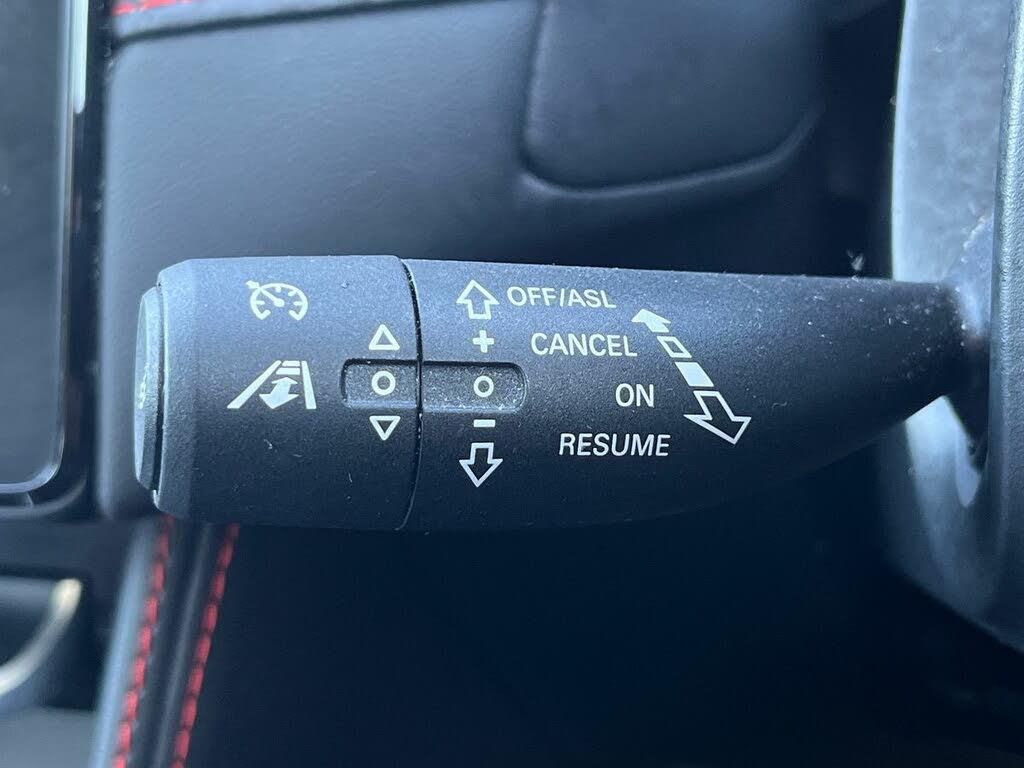 OFF/ASL
+
CANCEL
ON
-
RESUME